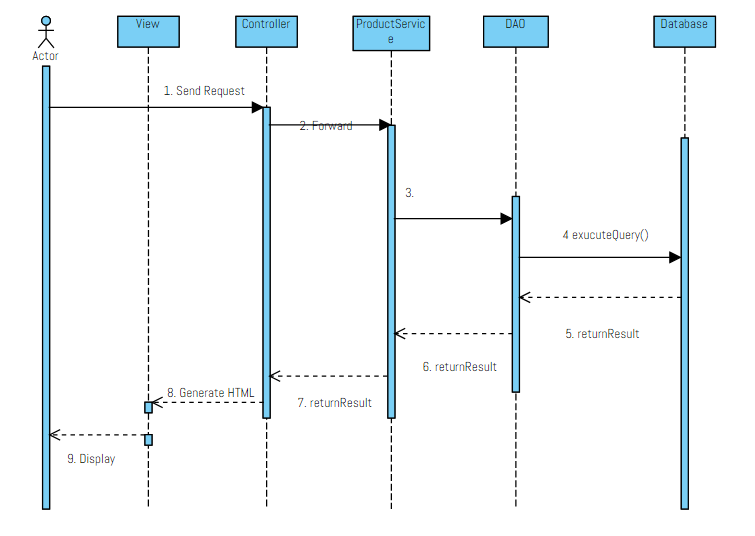 View
Controller
ProductServic
e
DAO
Database
Actor
1. Send Request
2. Forward
3.
4 exucuteQuery()
5. returnResult
6. returnResult
8. Generate HTML
7. returnResult
9. Display